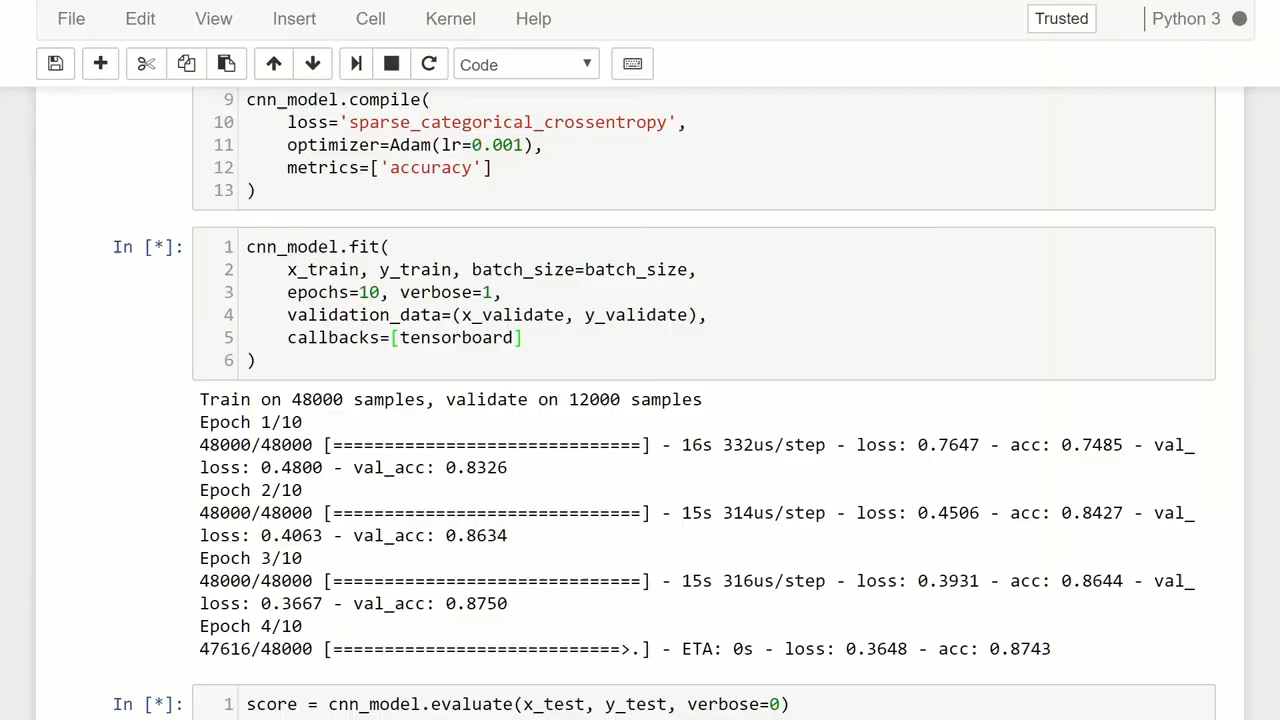 File Edit View Insert Cell Kernel Help Trusted Python 3
Code
9 cnn_model.compile(
10     loss='sparse_categorical_crossentropy',
11     optimizer=Adam(lr=0.001),
12     metrics=['accuracy']
13 )
In [*]: 1 cnn_model.fit(
2     x_train, y_train, batch_size=batch_size,
3     epochs=10, verbose=1,
4     validation_data=(x_validate, y_validate),
5     callbacks=[tensorboard]
6 )
Train on 48000 samples, validate on 12000 samples
Epoch 1/10
48000/48000 [==============================] - 16s 332us/step - loss: 0.7647 - acc: 0.7485 - val_
loss: 0.4800 - val_acc: 0.8326
Epoch 2/10
48000/48000 [==============================] - 15s 314us/step - loss: 0.4506 - acc: 0.8427 - val_
loss: 0.4063 - val_acc: 0.8634
Epoch 3/10
48000/48000 [==============================] - 15s 316us/step - loss: 0.3931 - acc: 0.8644 - val_
loss: 0.3667 - val_acc: 0.8750
Epoch 4/10
47616/48000 [============================>.] - ETA: 0s - loss: 0.3648 - acc: 0.8743
In [*]: 1 score = cnn_model.evaluate(x_test, y_test, verbose=0)